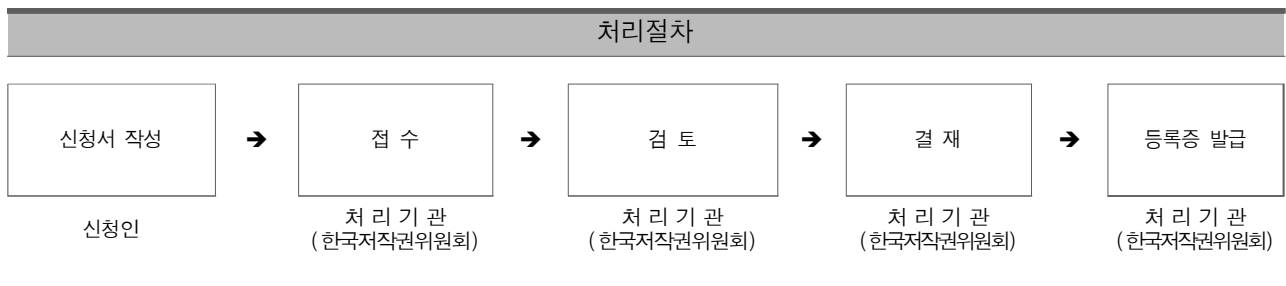 처리절차
신청서 작성 ➔ 접 수 ➔ 검 토 ➔ 결 재 ➔ 등록증 발급
신청인 처 리 기 관 처 리 기 관 처 리 기 관 처 리 기 관
(한국저작권위원회) (한국저작권위원회) (한국저작권위원회) (한국저작권위원회)